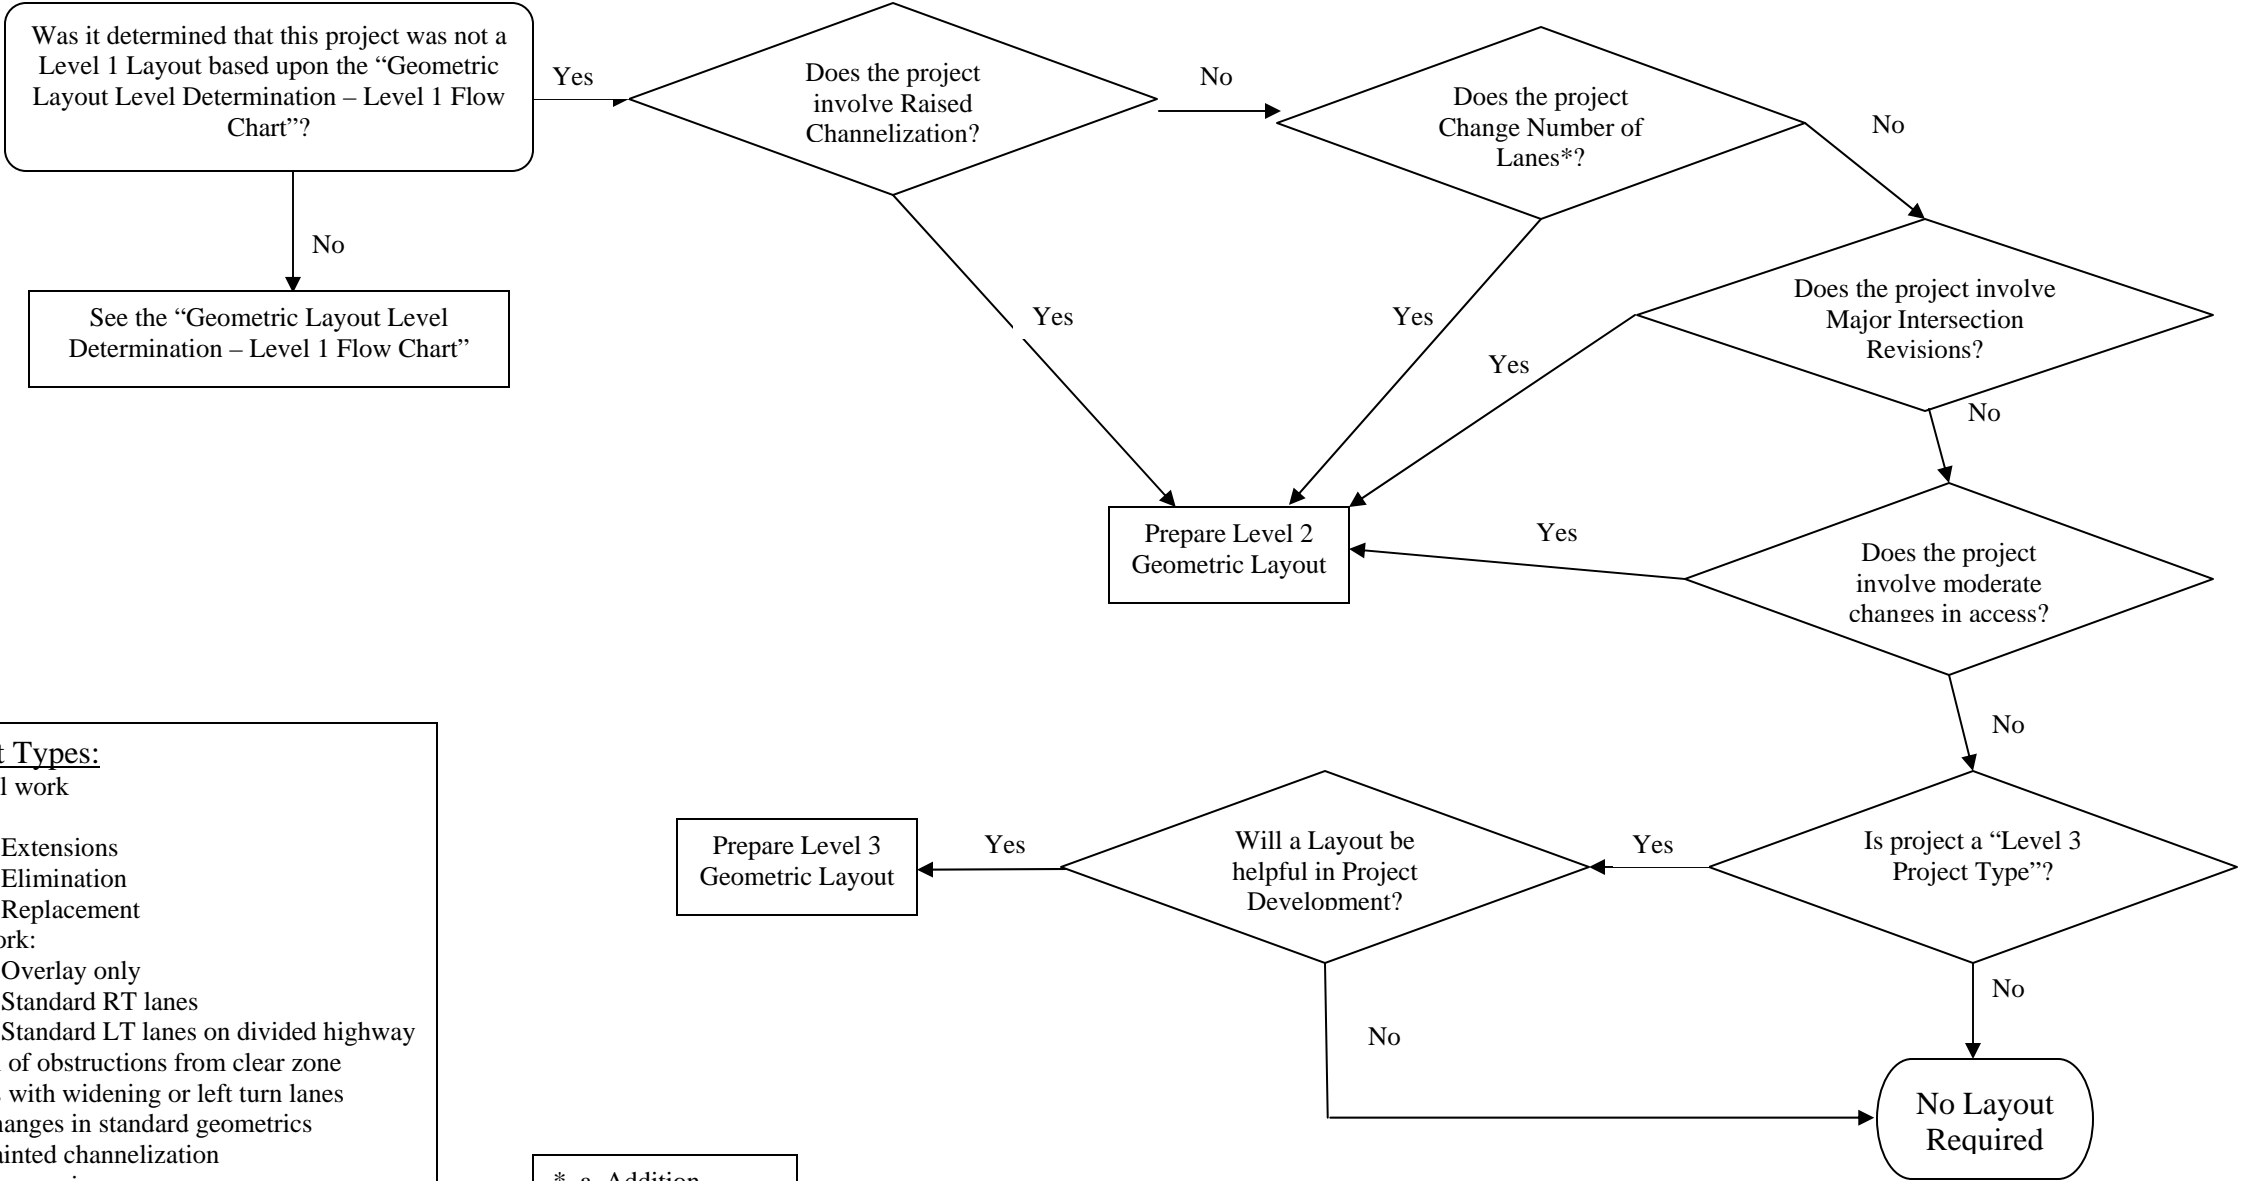 Was it determined that this project was not a
Level 1 Layout based upon the “Geometric
Layout Level Determination – Level 1 Flow
Chart”?
Yes
Does the project
involve Raised
Channelization?
No
Does the project
Change Number of
Lanes*?
No
No
See the “Geometric Layout Level
Determination – Level 1 Flow Chart”
Yes
Yes
Yes
Does the project involve
Major Intersection
Revisions?
No
Prepare Level 2
Geometric Layout
Yes
Does the project
involve moderate
changes in access?
No
Is project a “Level 3
Project Type”?
Yes
Will a Layout be
helpful in Project
Development?
Yes
Prepare Level 3
Geometric Layout
No
No
No Layout
Required
Types:
work
Extensions
Elimination
Replacement
Overlay only
Standard RT lanes
Standard LT lanes on divided highway
of obstructions from clear zone
with widening or left turn lanes
in standard geometrics
channelization
* a. Addition